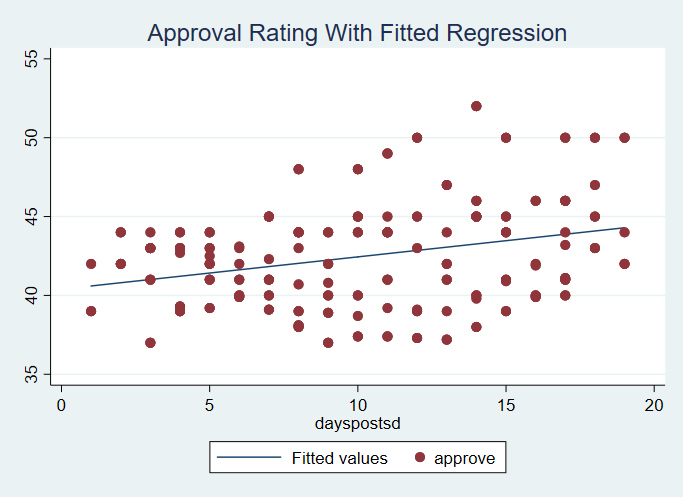 Approval Rating With Fitted Regression
55
50
45
40
35
0 5 10 15 20
dayspostsd
Fitted values approve